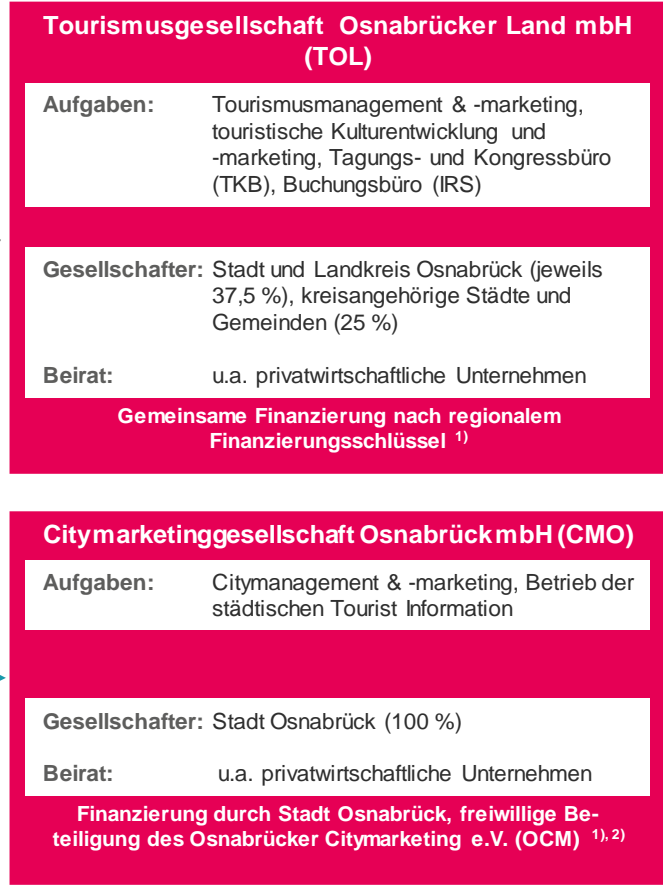 Tourismusgesellschaft Osnabrücker Land mbH
(TOL)
Aufgaben: Tourismusmanagement & -marketing,
touristische Kulturentwicklung und
-marketing, Tagungs- und Kongressbüro
(TKB), Buchungsbüro (IRS)
Gesellschafter: Stadt und Landkreis Osnabrück (jeweils
37,5 %), kreisangehörige Städte und
Gemeinden (25 %)
Beirat: u.a. privatwirtschaftliche Unternehmen
Gemeinsame Finanzierung nach regionalem
Finanzierungsschlüssel 1)
Citymarketinggesellschaft Osnabrück mbH (CMO)
Aufgaben: Citymanagement & -marketing, Betrieb der
städtischen Tourist Information
Gesellschafter: Stadt Osnabrück (100 %)
Beirat: u.a. privatwirtschaftliche Unternehmen
Finanzierung durch Stadt Osnabrück, freiwillige Be-
teiligung des Osnabrücker Citymarketing e.V. (OCM) 1), 2)